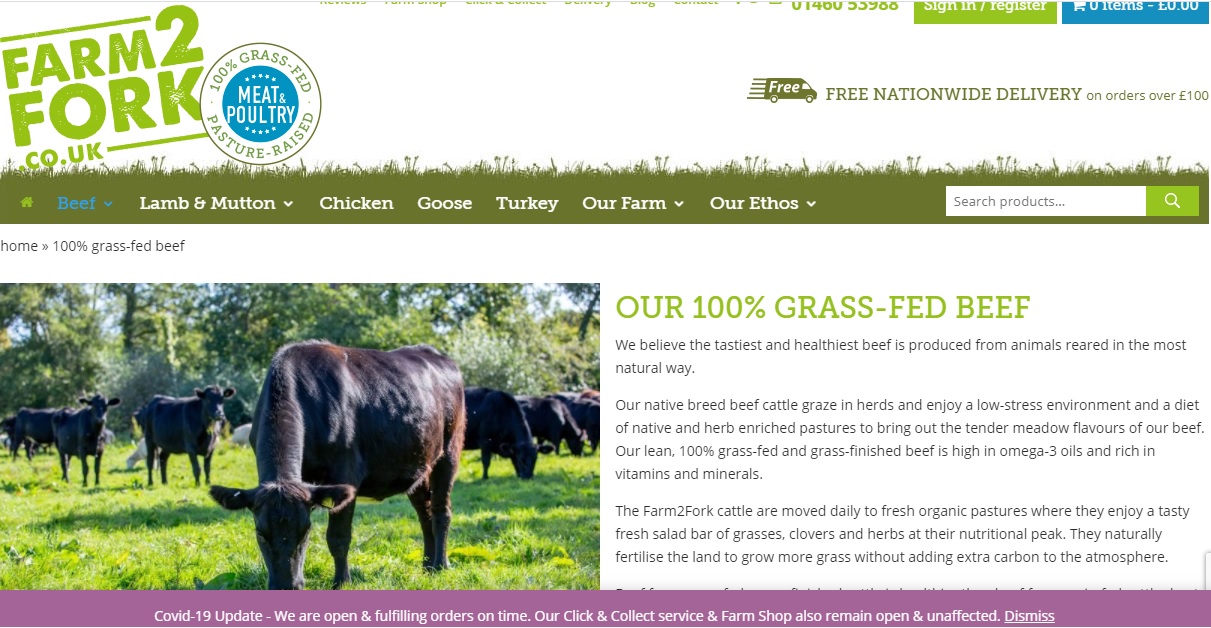 Reviews Farm Shop Click & Collect Delivery Blog Contact
01460 53988
Sign in / register
0 items - £0.00
FARM2
FORK
.CO.UK
100% GRASS-FED
MEAT &
POULTRY
PASTURE-RAISED
Free
FREE NATIONWIDE DELIVERY on orders over £100
Beef Lamb & Mutton Chicken Goose Turkey Our Farm Our Ethos
Search products…
home » 100% grass-fed beef
OUR 100% GRASS-FED BEEF
We believe the tastiest and healthiest beef is produced from animals reared in the most
natural way.
Our native breed beef cattle graze in herds and enjoy a low-stress environment and a diet
of native and herb enriched pastures to bring out the tender meadow flavours of our beef.
Our lean, 100% grass-fed and grass-finished beef is high in omega-3 oils and rich in
vitamins and minerals.
The Farm2Fork cattle are moved daily to fresh organic pastures where they enjoy a tasty
fresh salad bar of grasses, clovers and herbs at their nutritional peak. They naturally
fertilise the land to grow more grass without adding extra carbon to the atmosphere.
Covid-19 Update - We are open & fulfilling orders on time. Our Click & Collect service & Farm Shop also remain open & unaffected. Dismiss